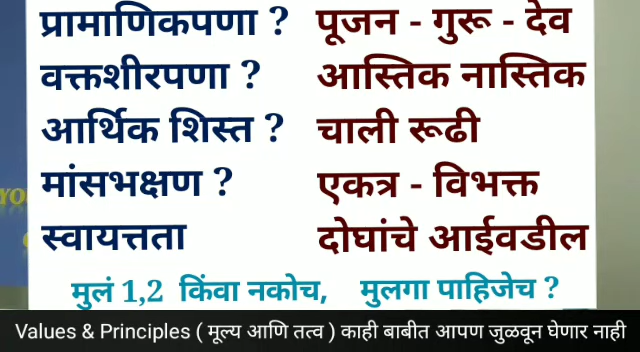 प्रामाणिकपणा ? पूजन - गुरू - देव
वक्तशीरपणा ? आस्तिक नास्तिक
आर्थिक शिस्त ? चाली रूढी
मांसभक्षण ? एकत्र - विभक्त
स्वायत्तता दोघांचे आईवडील
मुलं 1,2 किंवा नकोच, मुलगा पाहिजेच ?
Values & Principles ( मूल्य आणि तत्व ) काही बाबीत आपण जुळवून घेणार नाही